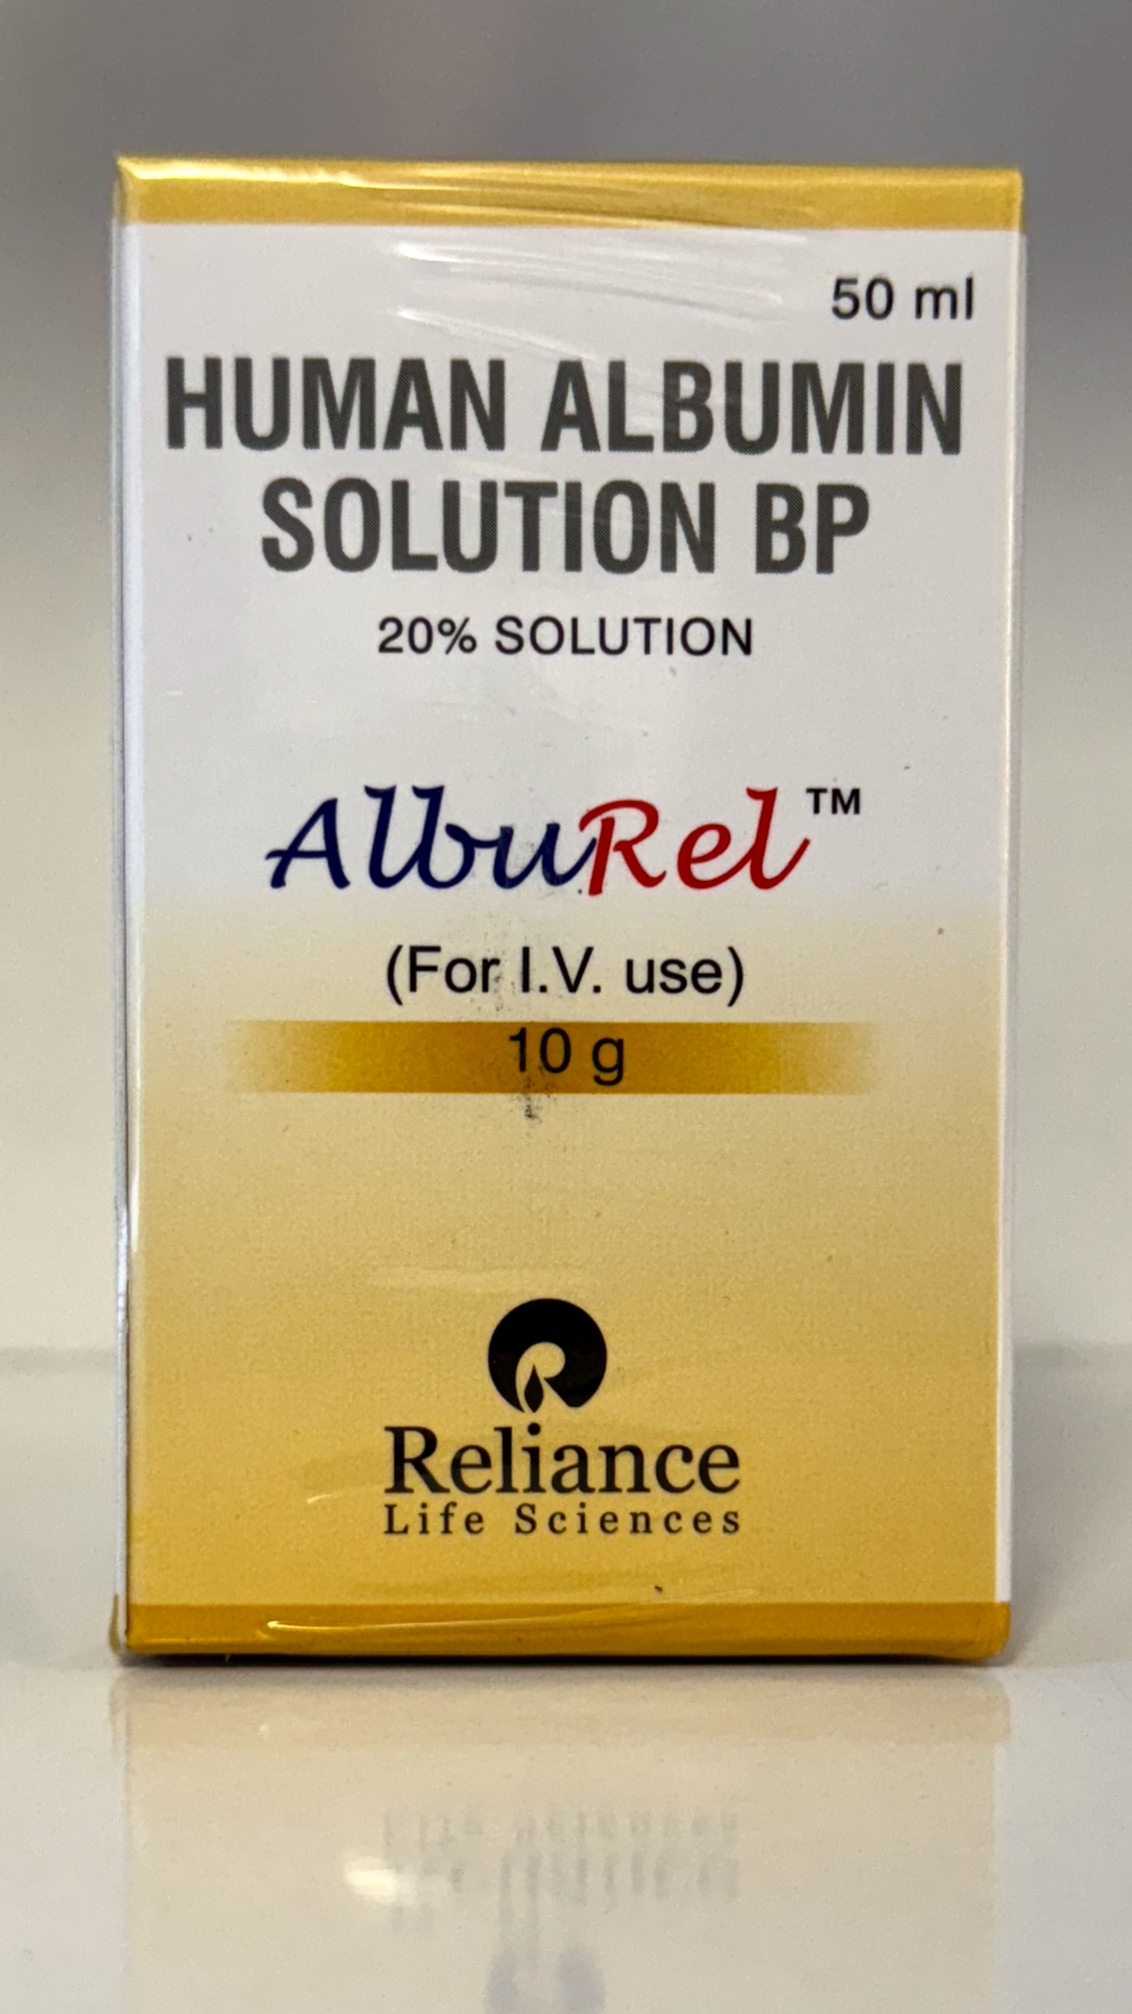 50 ml
HUMAN ALBUMIN
SOLUTION BP
20% SOLUTION
AlbuRel™
(For I.V. use)
10 g
Reliance
Life Sciences